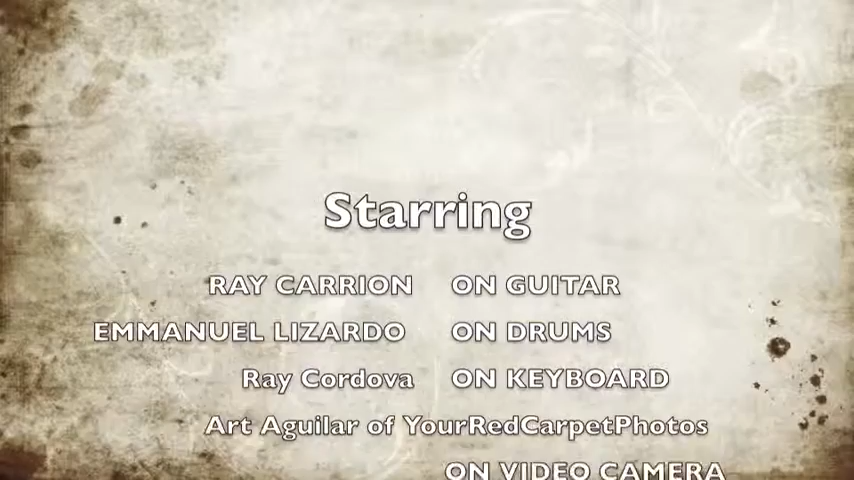 Starring
RAY CARRION ON GUITAR
EMMANUEL LIZARDO ON DRUMS
Ray Cordova ON KEYBOARD
Art Aguilar of YourRedCarpetPhotos
ON VIDEO CAMERA